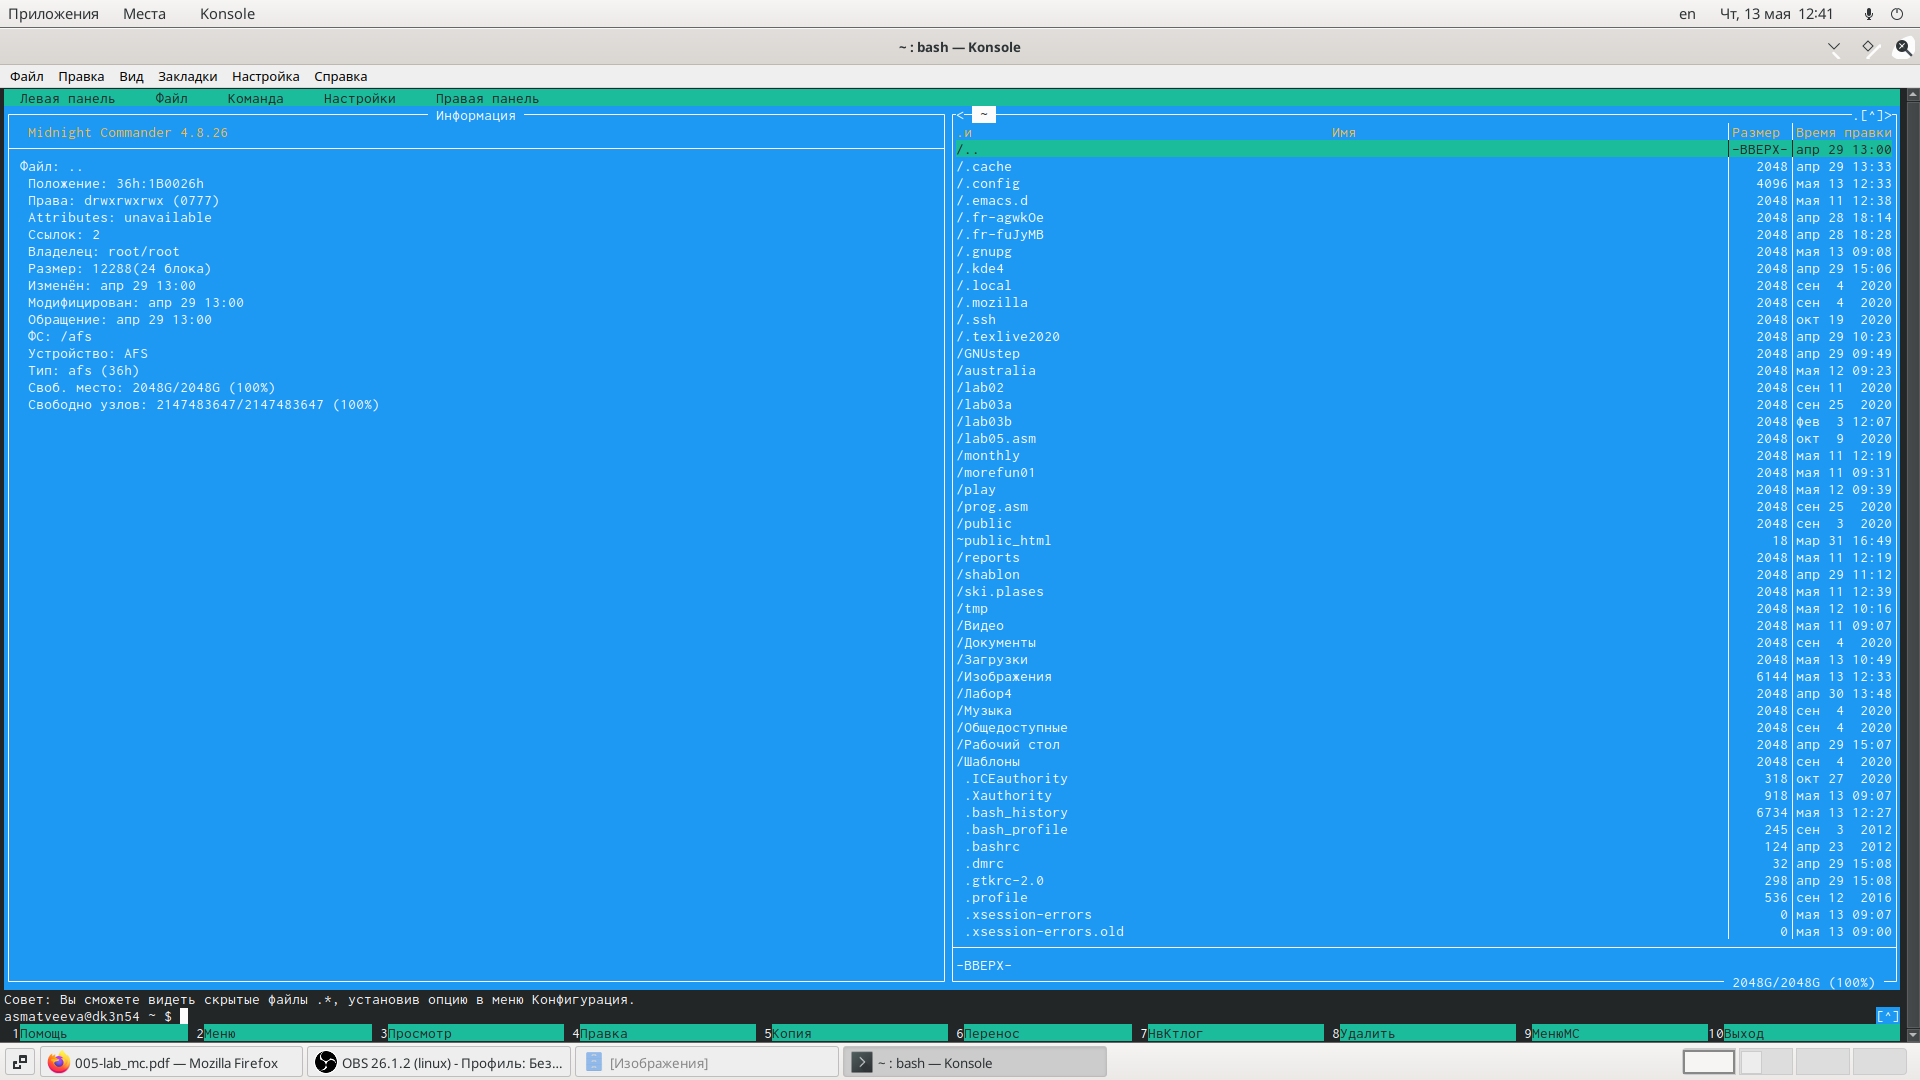 Приложения Места Konsole en Чт, 13 мая 12:41
~ : bash — Konsole
Файл Правка Вид Закладки Настройка Справка
Левая панель Файл Команда Настройки Правая панель
Информация
Midnight Commander 4.8.26
Файл: ..
Положение: 36h:1B0026h
Права: drwxrwxrwx (0777)
Attributes: unavailable
Ссылок: 2
Владелец: root/root
Размер: 12288(24 блока)
Изменён: апр 29 13:00
Модифицирован: апр 29 13:00
Обращение: апр 29 13:00
ФС: /afs
Устройство: AFS
Тип: afs (36h)
Своб. место: 2048G/2048G (100%)
Свободно узлов: 2147483647/2147483647 (100%)
<- ~ .[^]>
.и Имя Размер Время правки
/.. -ВВЕРХ- апр 29 13:00
/.cache 2048 апр 29 13:33
/.config 4096 мая 13 12:33
/.emacs.d 2048 мая 11 12:38
/.fr-agwkOe 2048 апр 28 18:14
/.fr-fuJyMB 2048 апр 28 18:28
/.gnupg 2048 мая 13 09:08
/.kde4 2048 апр 29 15:06
/.local 2048 сен 4 2020
/.mozilla 2048 сен 4 2020
/.ssh 2048 окт 19 2020
/.texlive2020 2048 апр 29 10:23
/GNUstep 2048 апр 29 09:49
/australia 2048 мая 12 09:23
/lab02 2048 сен 11 2020
/lab03a 2048 сен 25 2020
/lab03b 2048 фев 3 12:07
/lab05.asm 2048 окт 9 2020
/monthly 2048 мая 11 12:19
/morefun01 2048 мая 11 09:31
/play 2048 мая 12 09:39
/prog.asm 2048 сен 25 2020
/public 2048 сен 3 2020
~public_html 18 мар 31 16:49
/reports 2048 мая 11 12:19
/shablon 2048 апр 29 11:12
/ski.plases 2048 мая 11 12:39
/tmp 2048 мая 12 10:16
/Видео 2048 мая 11 09:07
/Документы 2048 сен 4 2020
/Загрузки 2048 мая 13 10:49
/Изображения 6144 мая 13 12:33
/Лабор4 2048 апр 30 13:48
/Музыка 2048 сен 4 2020
/Общедоступные 2048 сен 4 2020
/Рабочий стол 2048 апр 29 15:07
/Шаблоны 2048 сен 4 2020
.ICEauthority 318 окт 27 2020
.Xauthority 918 мая 13 09:07
.bash_history 6734 мая 13 12:27
.bash_profile 245 сен 3 2012
.bashrc 124 апр 23 2012
.dmrc 32 апр 29 15:08
.gtkrc-2.0 298 апр 29 15:08
.profile 536 сен 12 2016
.xsession-errors 0 мая 13 09:07
.xsession-errors.old 0 мая 13 09:00
-ВВЕРХ-
2048G/2048G (100%)
Совет: Вы сможете видеть скрытые файлы .*, установив опцию в меню Конфигурация.
asmatveeva@dk3n54 ~ $ [^]
1Помощь 2Меню 3Просмотр 4Правка 5Копия 6Перенос 7НвКтлог 8Удалить 9МенюМС 10Выход
005-lab_mc.pdf — Mozilla Firefox OBS 26.1.2 (linux) - Профиль: Без... [Изображения] ~ : bash — Konsole